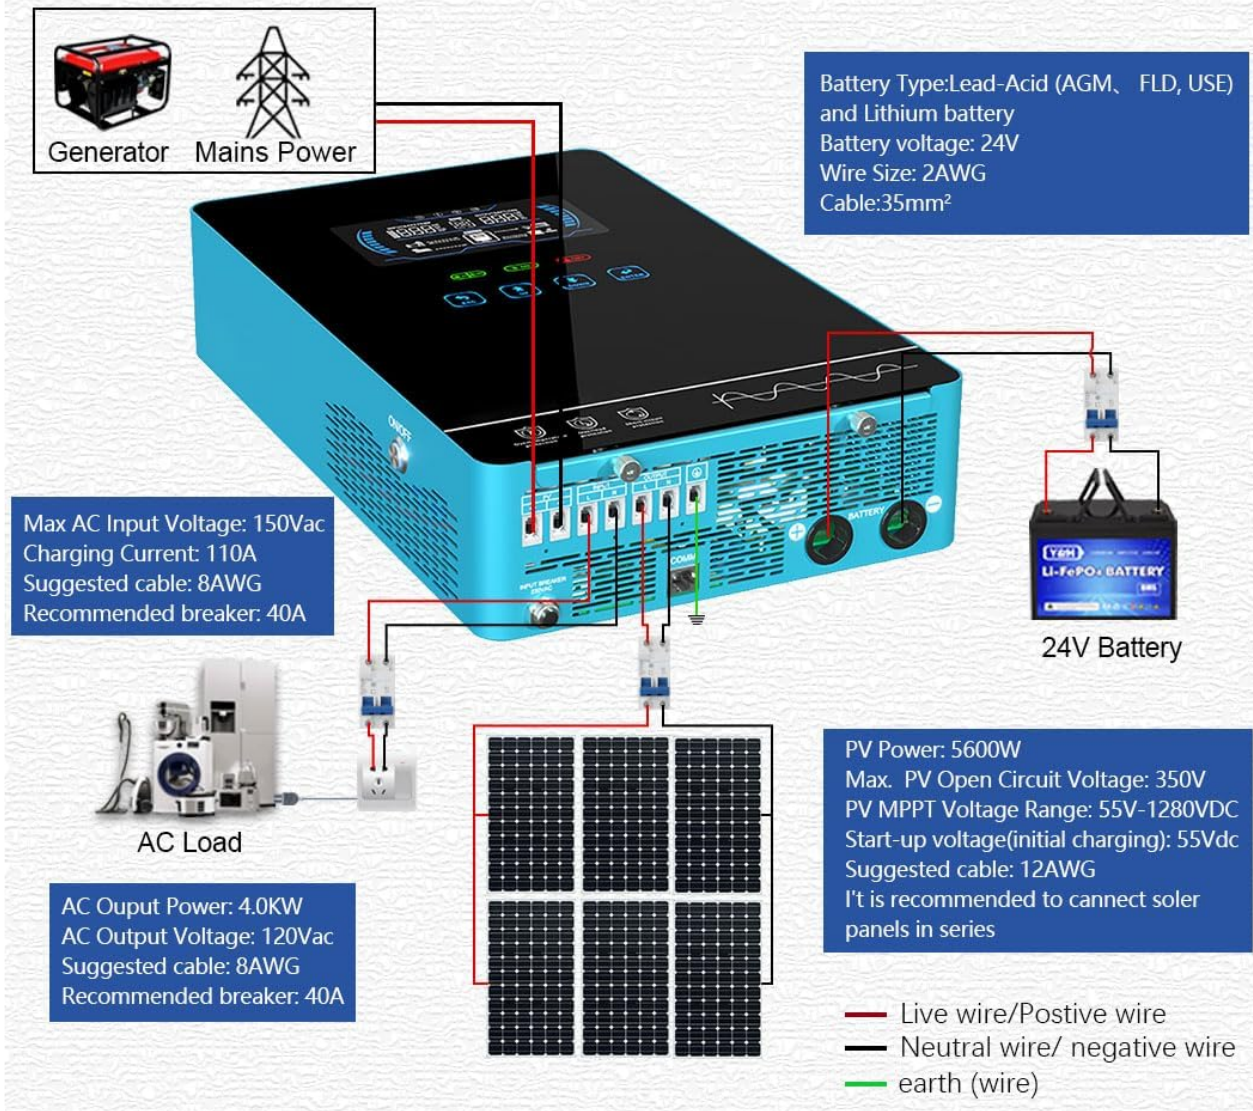 Generator
Mains Power
Battery Type:Lead-Acid (AGM、 FLD, USE)
and Lithium battery
Battery voltage: 24V
Wire Size: 2AWG
Cable:35mm²
ON/OFF
PV
INPUT
OUTPUT
L N L N
BATTERY
COMM
INPUT BREAKER
Max AC Input Voltage: 150Vac
Charging Current: 110A
Suggested cable: 8AWG
Recommended breaker: 40A
Y&H
Li-FePO₄ BATTERY
24V Battery
AC Load
AC Ouput Power: 4.0KW
AC Output Voltage: 120Vac
Suggested cable: 8AWG
Recommended breaker: 40A
PV Power: 5600W
Max. PV Open Circuit Voltage: 350V
PV MPPT Voltage Range: 55V-1280VDC
Start-up voltage(initial charging): 55Vdc
Suggested cable: 12AWG
I't is recommended to cannect soler
panels in series
Live wire/Postive wire
Neutral wire/ negative wire
earth (wire)